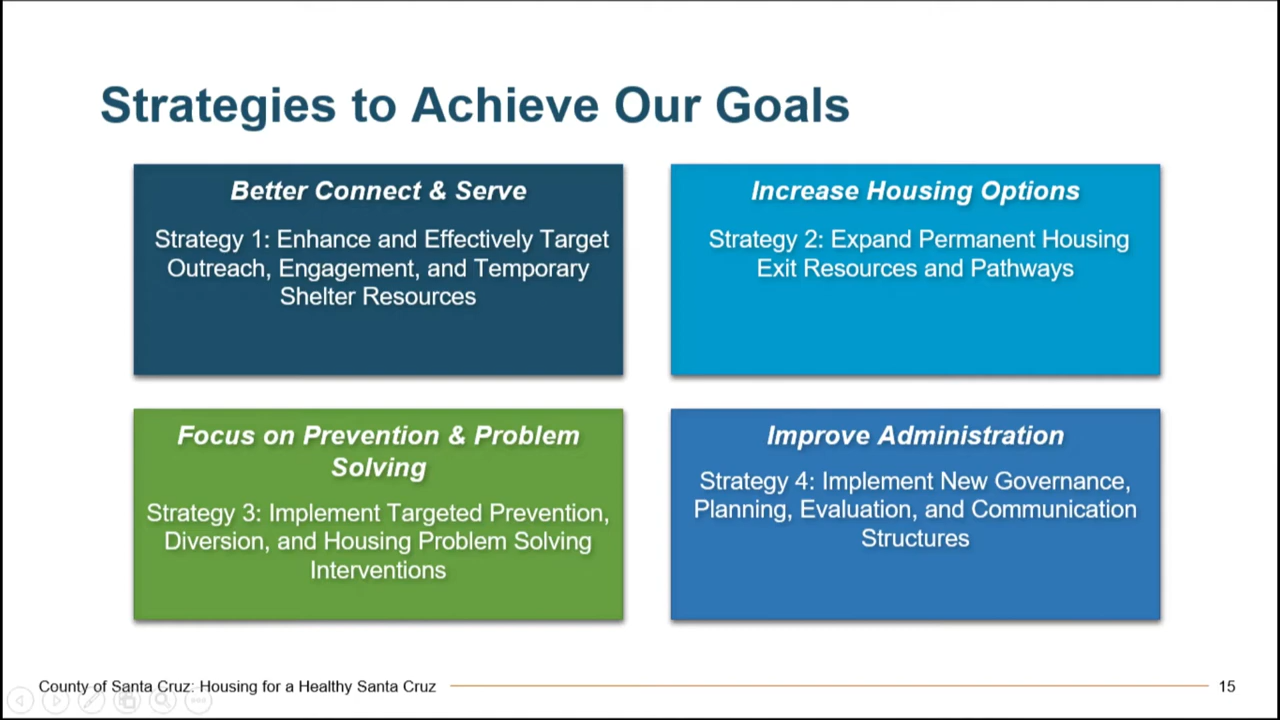 Strategies to Achieve Our Goals
Better Connect & Serve
Strategy 1: Enhance and Effectively Target
Outreach, Engagement, and Temporary
Shelter Resources
Increase Housing Options
Strategy 2: Expand Permanent Housing
Exit Resources and Pathways
Focus on Prevention & Problem
Solving
Strategy 3: Implement Targeted Prevention,
Diversion, and Housing Problem Solving
Interventions
Improve Administration
Strategy 4: Implement New Governance,
Planning, Evaluation, and Communication
Structures
County of Santa Cruz: Housing for a Healthy Santa Cruz
15